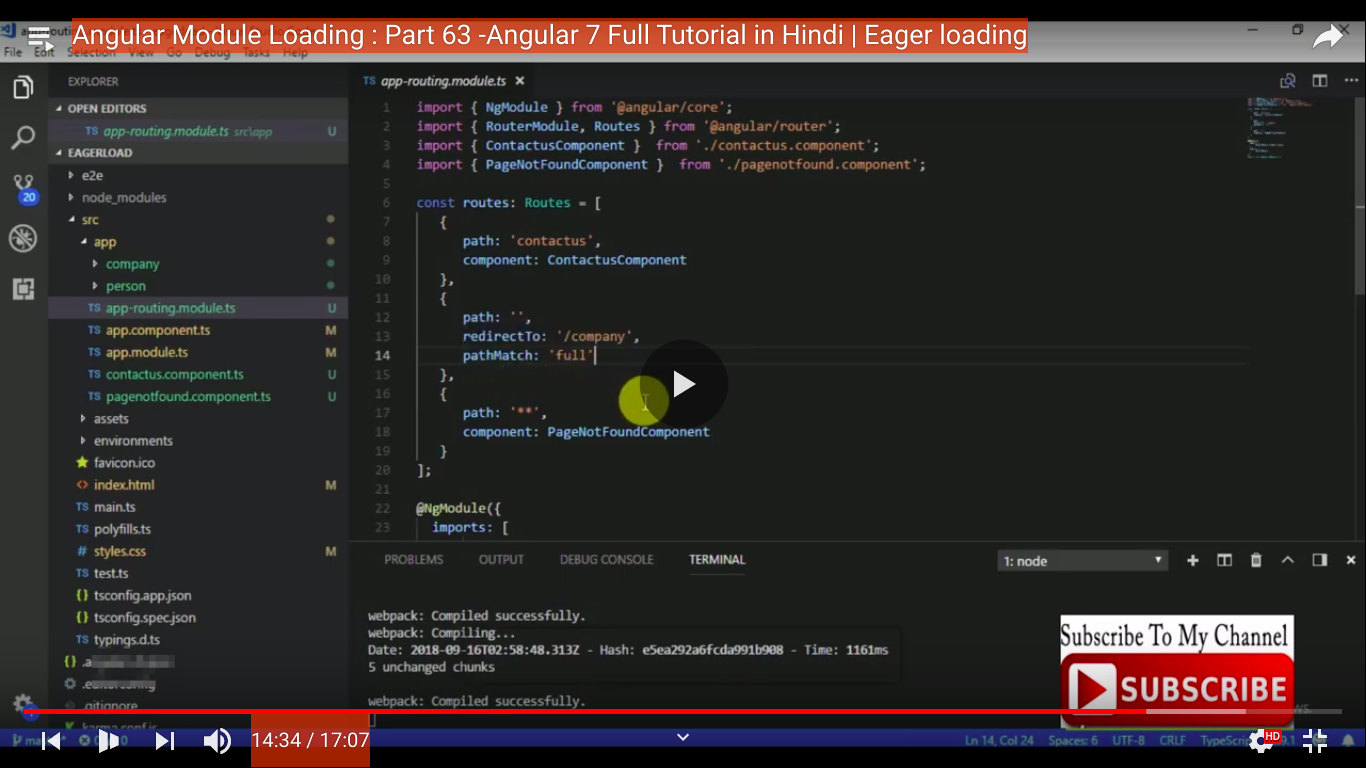 Angular Module Loading : Part 63 -Angular 7 Full Tutorial in Hindi | Eager loading
File Edit Selection View Go Debug Tasks Help
EXPLORER
OPEN EDITORS
TS app-routing.module.ts src\app U
EAGERLOAD
e2e
node_modules
src
app
company
person
TS app-routing.module.ts U
TS app.component.ts M
TS app.module.ts M
TS contactus.component.ts U
TS pagenotfound.component.ts U
assets
environments
favicon.ico
<> index.html M
TS main.ts
TS polyfills.ts
# styles.css M
TS test.ts
{} tsconfig.app.json
{} tsconfig.spec.json
TS typings.d.ts
.editorconfig
.gitignore
karma.conf.js
20
TS app-routing.module.ts ×
1 import { NgModule } from '@angular/core';
2 import { RouterModule, Routes } from '@angular/router';
3 import { ContactusComponent } from './contactus.component';
4 import { PageNotFoundComponent } from './pagenotfound.component';
5
6 const routes: Routes = [
7 {
8 path: 'contactus',
9 component: ContactusComponent
10 },
11 {
12 path: '',
13 redirectTo: '/company',
14 pathMatch: 'full'
15 },
16 {
17 path: '**',
18 component: PageNotFoundComponent
19 }
20 ];
21
22 @NgModule({
23 imports: [
PROBLEMS OUTPUT DEBUG CONSOLE TERMINAL 1: node
webpack: Compiled successfully.
webpack: Compiling...
Date: 2018-09-16T02:58:48.313Z - Hash: e5ea292a6fcda991b908 - Time: 1161ms
5 unchanged chunks
webpack: Compiled successfully.
Subscribe To My Channel
SUBSCRIBE
14:34 / 17:07
HD
Ln 14, Col 24 Spaces: 6 UTF-8 CRLF